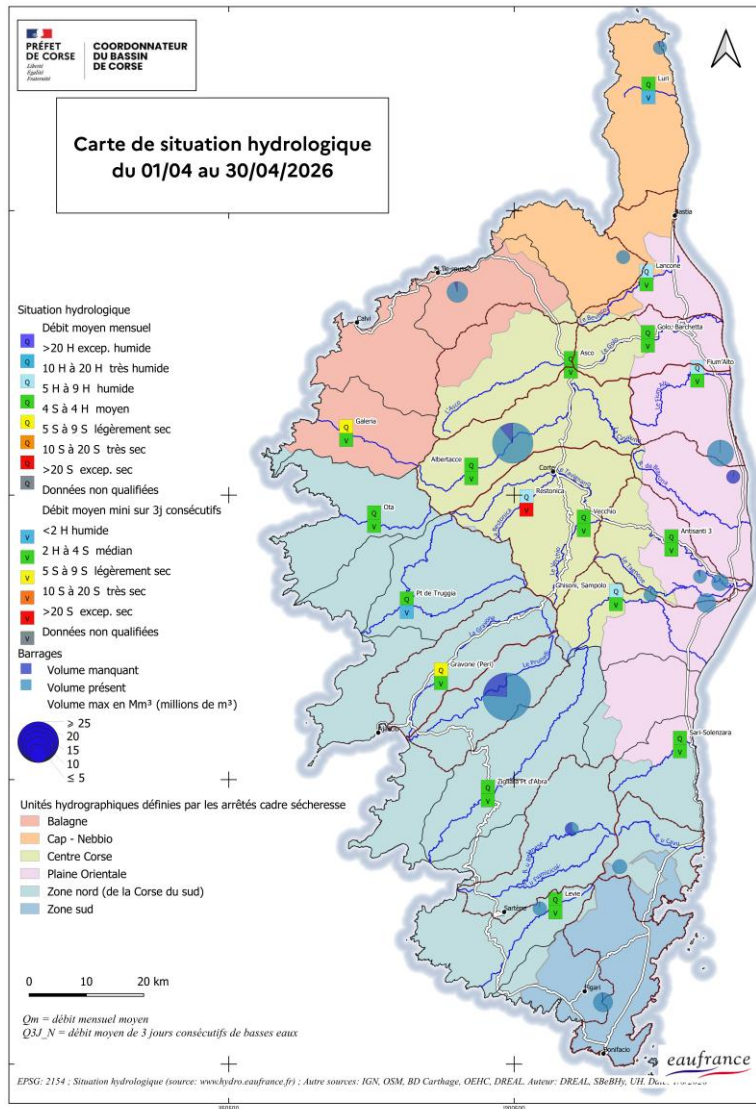 PRÉFET
DE CORSE
Liberté
Égalité
Fraternité
COORDONNATEUR
DU BASSIN
DE CORSE
Carte de situation hydrologique
du 01/04 au 30/04/2026
Situation hydrologique
Débit moyen mensuel
Q >20 H excep. humide
Q 10 H à 20 H très humide
Q 5 H à 9 H humide
Q 4 S à 4 H moyen
Q 5 S à 9 S légèrement sec
Q 10 S à 20 S très sec
Q >20 S excep. sec
Q Données non qualifiées
Débit moyen mini sur 3j consécutifs
V <2 H humide
V 2 H à 4 S médian
V 5 S à 9 S légèrement sec
V 10 S à 20 S très sec
V >20 S excep. sec
V Données non qualifiées
Barrages
Volume manquant
Volume présent
Volume max en Mm³ (millions de m³)
≥ 25
20
15
10
≤ 5
Unités hydrographiques définies par les arrêtés cadre sécheresse
Balagne
Cap - Nebbio
Centre Corse
Plaine Orientale
Zone nord (de la Corse du sud)
Zone sud
0 10 20 km
Qm = débit mensuel moyen
Q3J_N = débit moyen de 3 jours consécutifs de basses eaux
Luri
Q
V
Bastia
Lancone
Q
V
Calvi
Golo, Barchetta
Q
V
Le Golo
Asco
Q
V
L'Asco
Fium'Alto
Q
V
Galeria
Q
V
Albertacce
Q
V
Corte
Restonica
Q
V
Ota
Q
V
Vecchio
Q
V
Antisanti 3
Q
V
Pt de Truggia
Q
V
Ghisoni, Sampolo
Q
V
Gravone (Peri)
Q
V
Le Prunelli
Sari-Solenzara
Q
V
Zigliara Pt d'Abra
Q
V
Levie
Q
V
Sartène
Bonifacio
eaufrance
EPSG: 2154 ; Situation hydrologique (source: www.hydro.eaufrance.fr) ; Autre sources: IGN, OSM, BD Carthage, OEHC, DREAL. Auteur: DREAL, SBeBHy, UH.